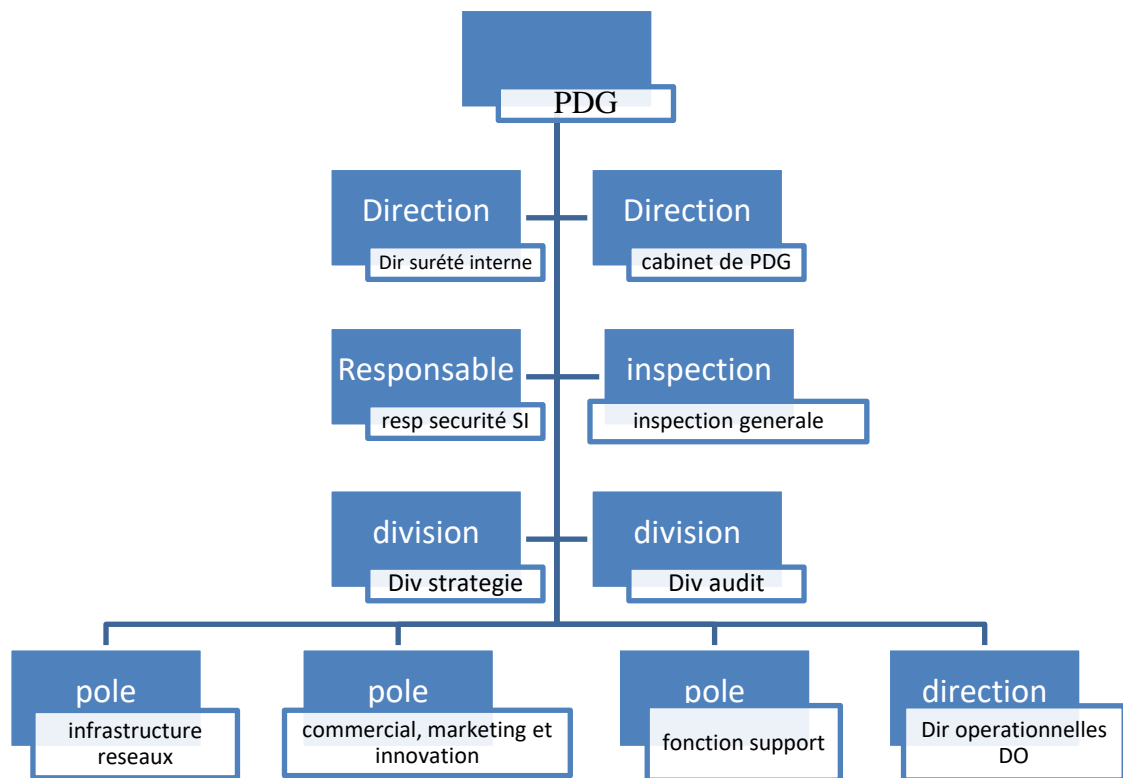 PDG
Direction
Dir surété interne
Direction
cabinet de PDG
Responsable
resp securité SI
inspection
inspection generale
division
Div strategie
division
Div audit
pole
infrastructure
reseaux
pole
commercial, marketing et
innovation
pole
fonction support
direction
Dir operationnelles
DO